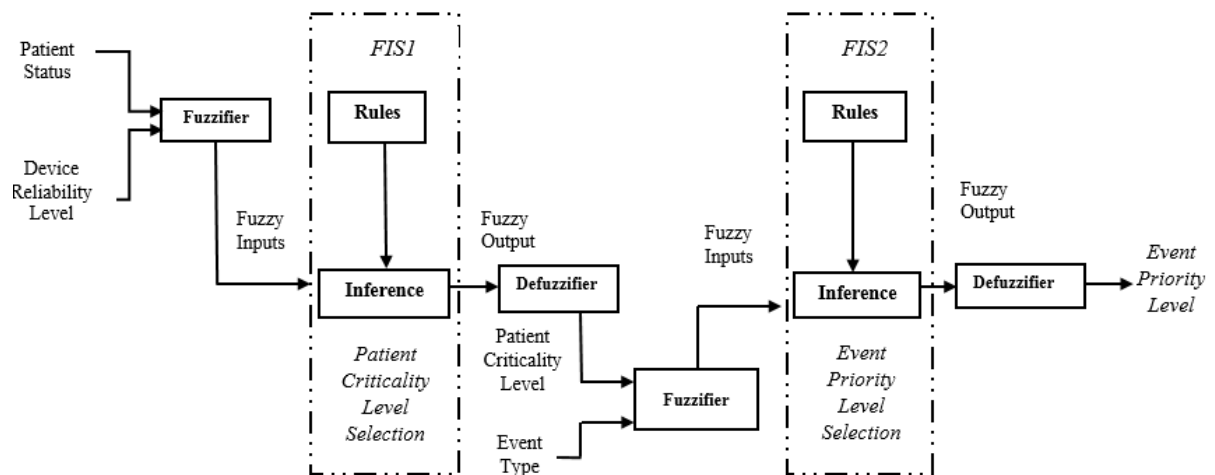 Patient
Status
Fuzzifier
Device
Reliability
Level
Fuzzy
Inputs
FIS1
Rules
Inference
Patient
Criticality
Level
Selection
Fuzzy
Output
Defuzzifier
Patient
Criticality
Level
Event
Type
Fuzzifier
Fuzzy
Inputs
FIS2
Rules
Inference
Event
Priority
Level
Selection
Fuzzy
Output
Defuzzifier
Event
Priority
Level